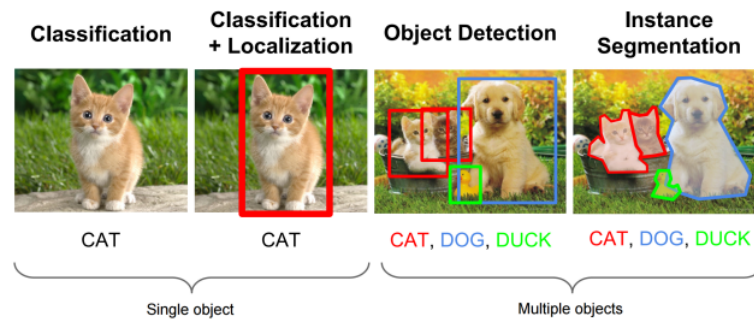 Classification
Classification
+ Localization
Object Detection
Instance
Segmentation
CAT
CAT
CAT, DOG, DUCK
CAT, DOG, DUCK
Single object
Multiple objects